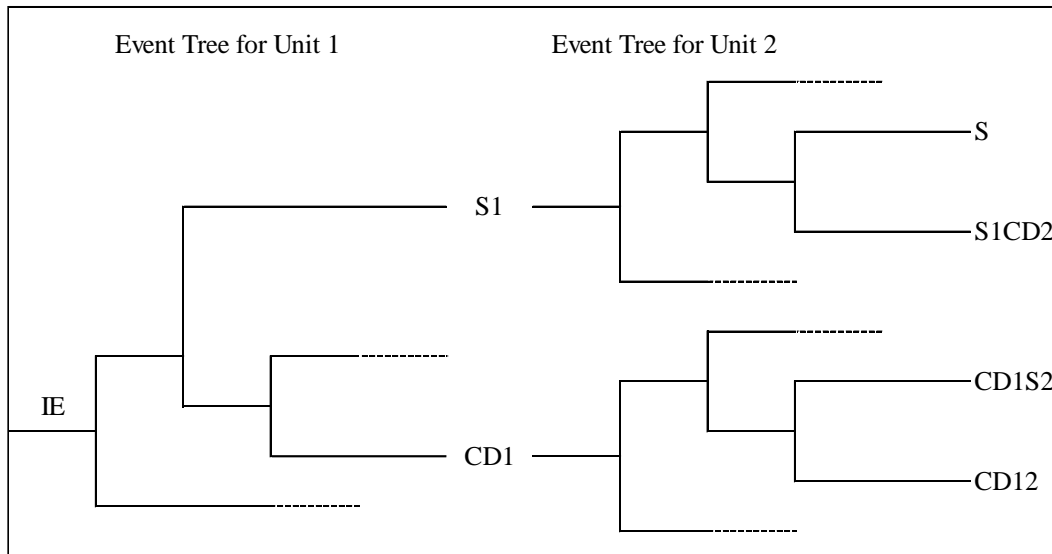 Event Tree for Unit 1
Event Tree for Unit 2
S
S1
S1CD2
IE
CD1S2
CD1
CD12